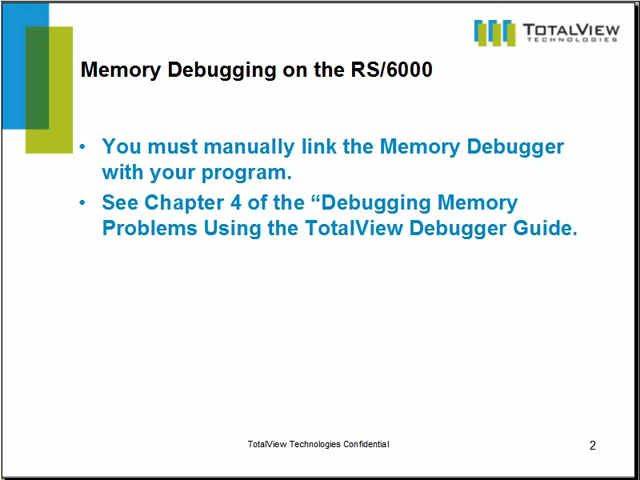 TOTALVIEW
TECHNOLOGIES
Memory Debugging on the RS/6000
• You must manually link the Memory Debugger
with your program.
• See Chapter 4 of the “Debugging Memory
Problems Using the TotalView Debugger Guide.
TotalView Technologies Confidential
2